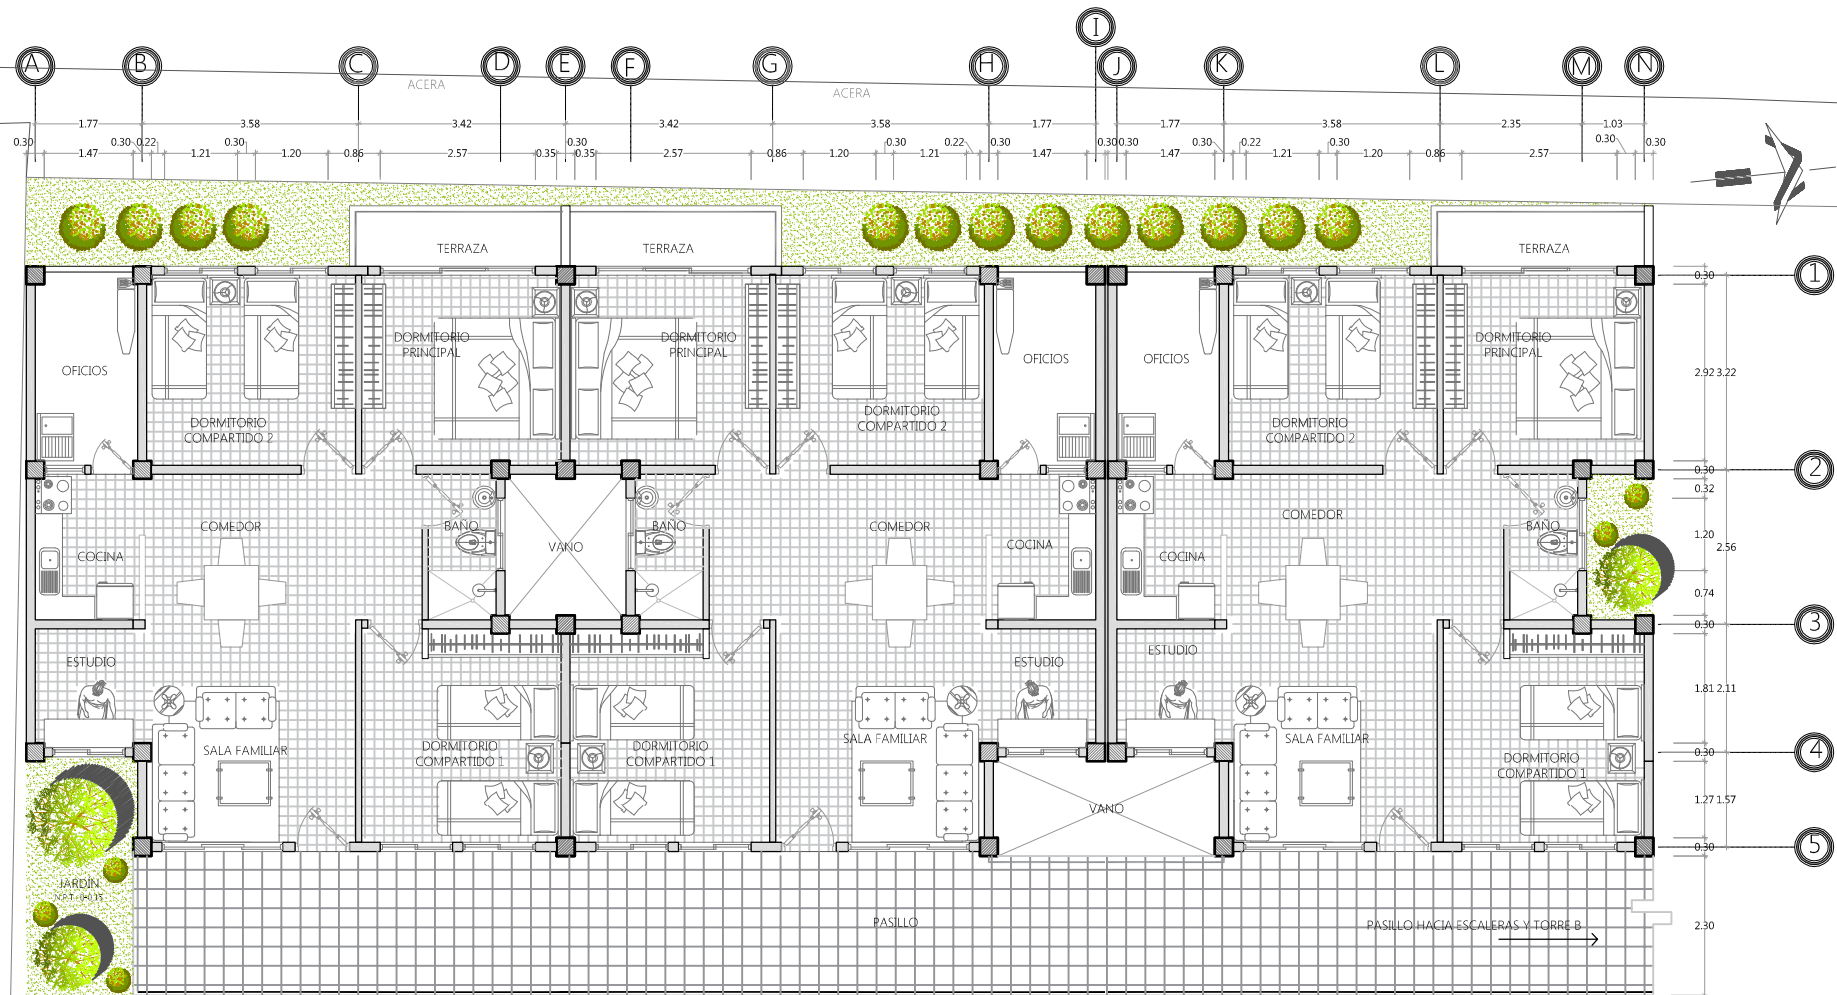 I
A B C D E F G H J K L M N
ACERA
ACERA
1.77 3.58 3.42 3.42 3.58 1.77 1.77 3.58 2.35 1.03
0.30 0.30 0.22 0.30 0.30 0.30 0.22 0.30 0.30 0.30 0.30 0.22 0.30 0.30 0.30
1.47 1.21 1.20 0.86 2.57 0.35 0.35 2.57 0.86 1.20 1.21 1.47 1.47 1.21 1.20 0.86 2.57
TERRAZA
TERRAZA
TERRAZA
1
0.30
DORMITORIO
PRINCIPAL
DORMITORIO
PRINCIPAL
DORMITORIO
PRINCIPAL
OFICIOS
OFICIOS
OFICIOS
2.92 3.22
DORMITORIO
COMPARTIDO 2
DORMITORIO
COMPARTIDO 2
DORMITORIO
COMPARTIDO 2
0.30
2
0.32
COMEDOR
BAÑO
VANO
BAÑO
COMEDOR
COMEDOR
BAÑO
1.20
2.56
COCINA
COCINA
COCINA
0.74
0.30
3
ESTUDIO
ESTUDIO
ESTUDIO
1.81 2.11
SALA FAMILIAR
DORMITORIO
COMPARTIDO 1
DORMITORIO
COMPARTIDO 1
SALA FAMILIAR
SALA FAMILIAR
DORMITORIO
COMPARTIDO 1
0.30
4
VANO
1.27 1.57
0.30
5
JARDIN
N.P.T+0+0.15
PASILLO
PASILLO HACIA ESCALERAS Y TORRE B
2.30